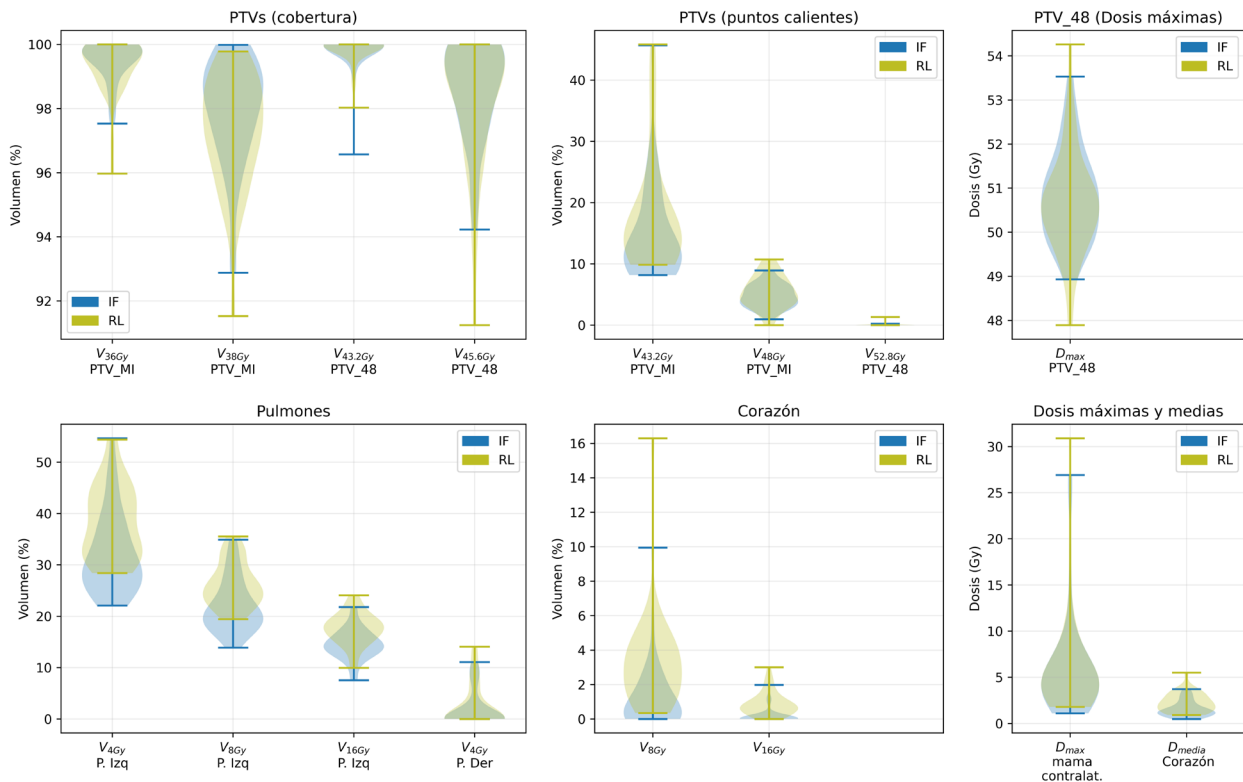 PTVs (cobertura)
Volumen (%)
100
98
96
94
92
IF
RL
V36Gy
PTV_MI
V38Gy
PTV_MI
V43.2Gy
PTV_48
V45.6Gy
PTV_48
PTVs (puntos calientes)
Volumen (%)
40
30
20
10
0
IF
RL
V43.2Gy
PTV_MI
V48Gy
PTV_MI
V52.8Gy
PTV_48
PTV_48 (Dosis máximas)
Dosis (Gy)
54
53
52
51
50
49
48
IF
RL
Dmax
PTV_48
Pulmones
Volumen (%)
50
40
30
20
10
0
IF
RL
V4Gy
P. Izq
V8Gy
P. Izq
V16Gy
P. Izq
V4Gy
P. Der
Corazón
Volumen (%)
16
14
12
10
8
6
4
2
0
IF
RL
V8Gy
V16Gy
Dosis máximas y medias
Dosis (Gy)
30
25
20
15
10
5
0
IF
RL
Dmax
mama
contralat.
Dmedia
Corazón